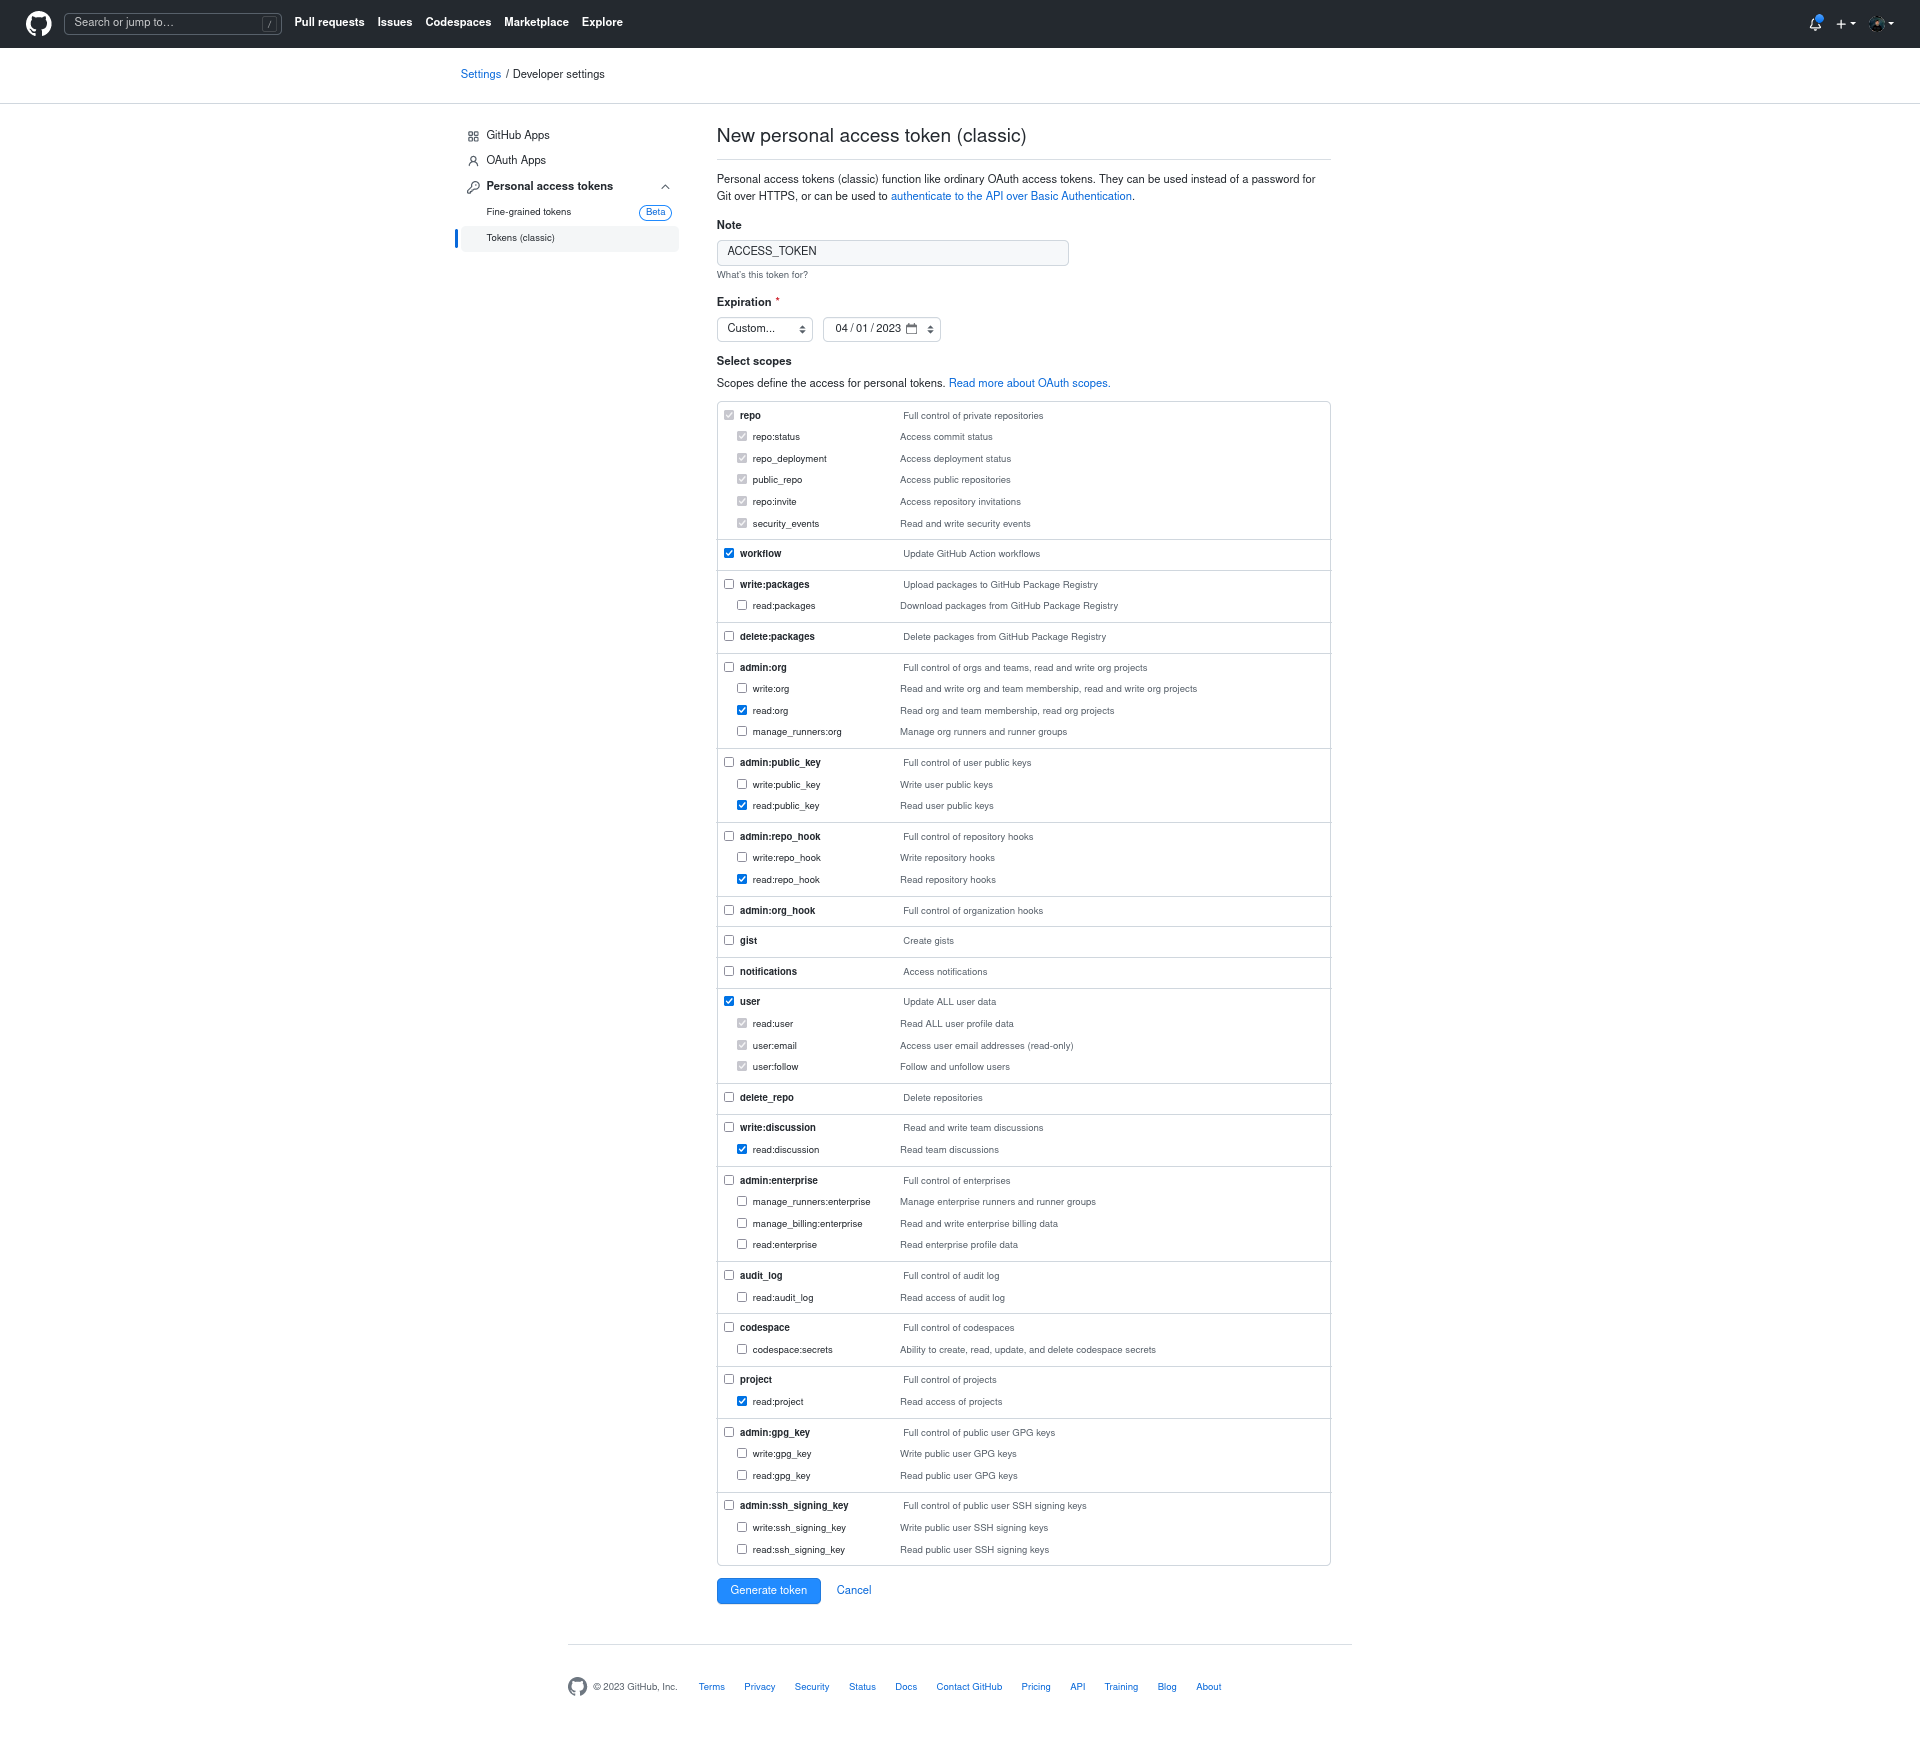 Search or jump to… /
Pull requests Issues Codespaces Marketplace Explore
Settings / Developer settings
GitHub Apps
OAuth Apps
Personal access tokens
Fine-grained tokens Beta
Tokens (classic)
New personal access token (classic)
Personal access tokens (classic) function like ordinary OAuth access tokens. They can be used instead of a password for
Git over HTTPS, or can be used to authenticate to the API over Basic Authentication.
Note
ACCESS_TOKEN
What's this token for?
Expiration *
Custom... 04 / 01 / 2023
Select scopes
Scopes define the access for personal tokens. Read more about OAuth scopes.
repo Full control of private repositories
repo:status Access commit status
repo_deployment Access deployment status
public_repo Access public repositories
repo:invite Access repository invitations
security_events Read and write security events
workflow Update GitHub Action workflows
write:packages Upload packages to GitHub Package Registry
read:packages Download packages from GitHub Package Registry
delete:packages Delete packages from GitHub Package Registry
admin:org Full control of orgs and teams, read and write org projects
write:org Read and write org and team membership, read and write org projects
read:org Read org and team membership, read org projects
manage_runners:org Manage org runners and runner groups
admin:public_key Full control of user public keys
write:public_key Write user public keys
read:public_key Read user public keys
admin:repo_hook Full control of repository hooks
write:repo_hook Write repository hooks
read:repo_hook Read repository hooks
admin:org_hook Full control of organization hooks
gist Create gists
notifications Access notifications
user Update ALL user data
read:user Read ALL user profile data
user:email Access user email addresses (read-only)
user:follow Follow and unfollow users
delete_repo Delete repositories
write:discussion Read and write team discussions
read:discussion Read team discussions
admin:enterprise Full control of enterprises
manage_runners:enterprise Manage enterprise runners and runner groups
manage_billing:enterprise Read and write enterprise billing data
read:enterprise Read enterprise profile data
audit_log Full control of audit log
read:audit_log Read access of audit log
codespace Full control of codespaces
codespace:secrets Ability to create, read, update, and delete codespace secrets
project Full control of projects
read:project Read access of projects
admin:gpg_key Full control of public user GPG keys
write:gpg_key Write public user GPG keys
read:gpg_key Read public user GPG keys
admin:ssh_signing_key Full control of public user SSH signing keys
write:ssh_signing_key Write public user SSH signing keys
read:ssh_signing_key Read public user SSH signing keys
Generate token Cancel
© 2023 GitHub, Inc. Terms Privacy Security Status Docs Contact GitHub Pricing API Training Blog About